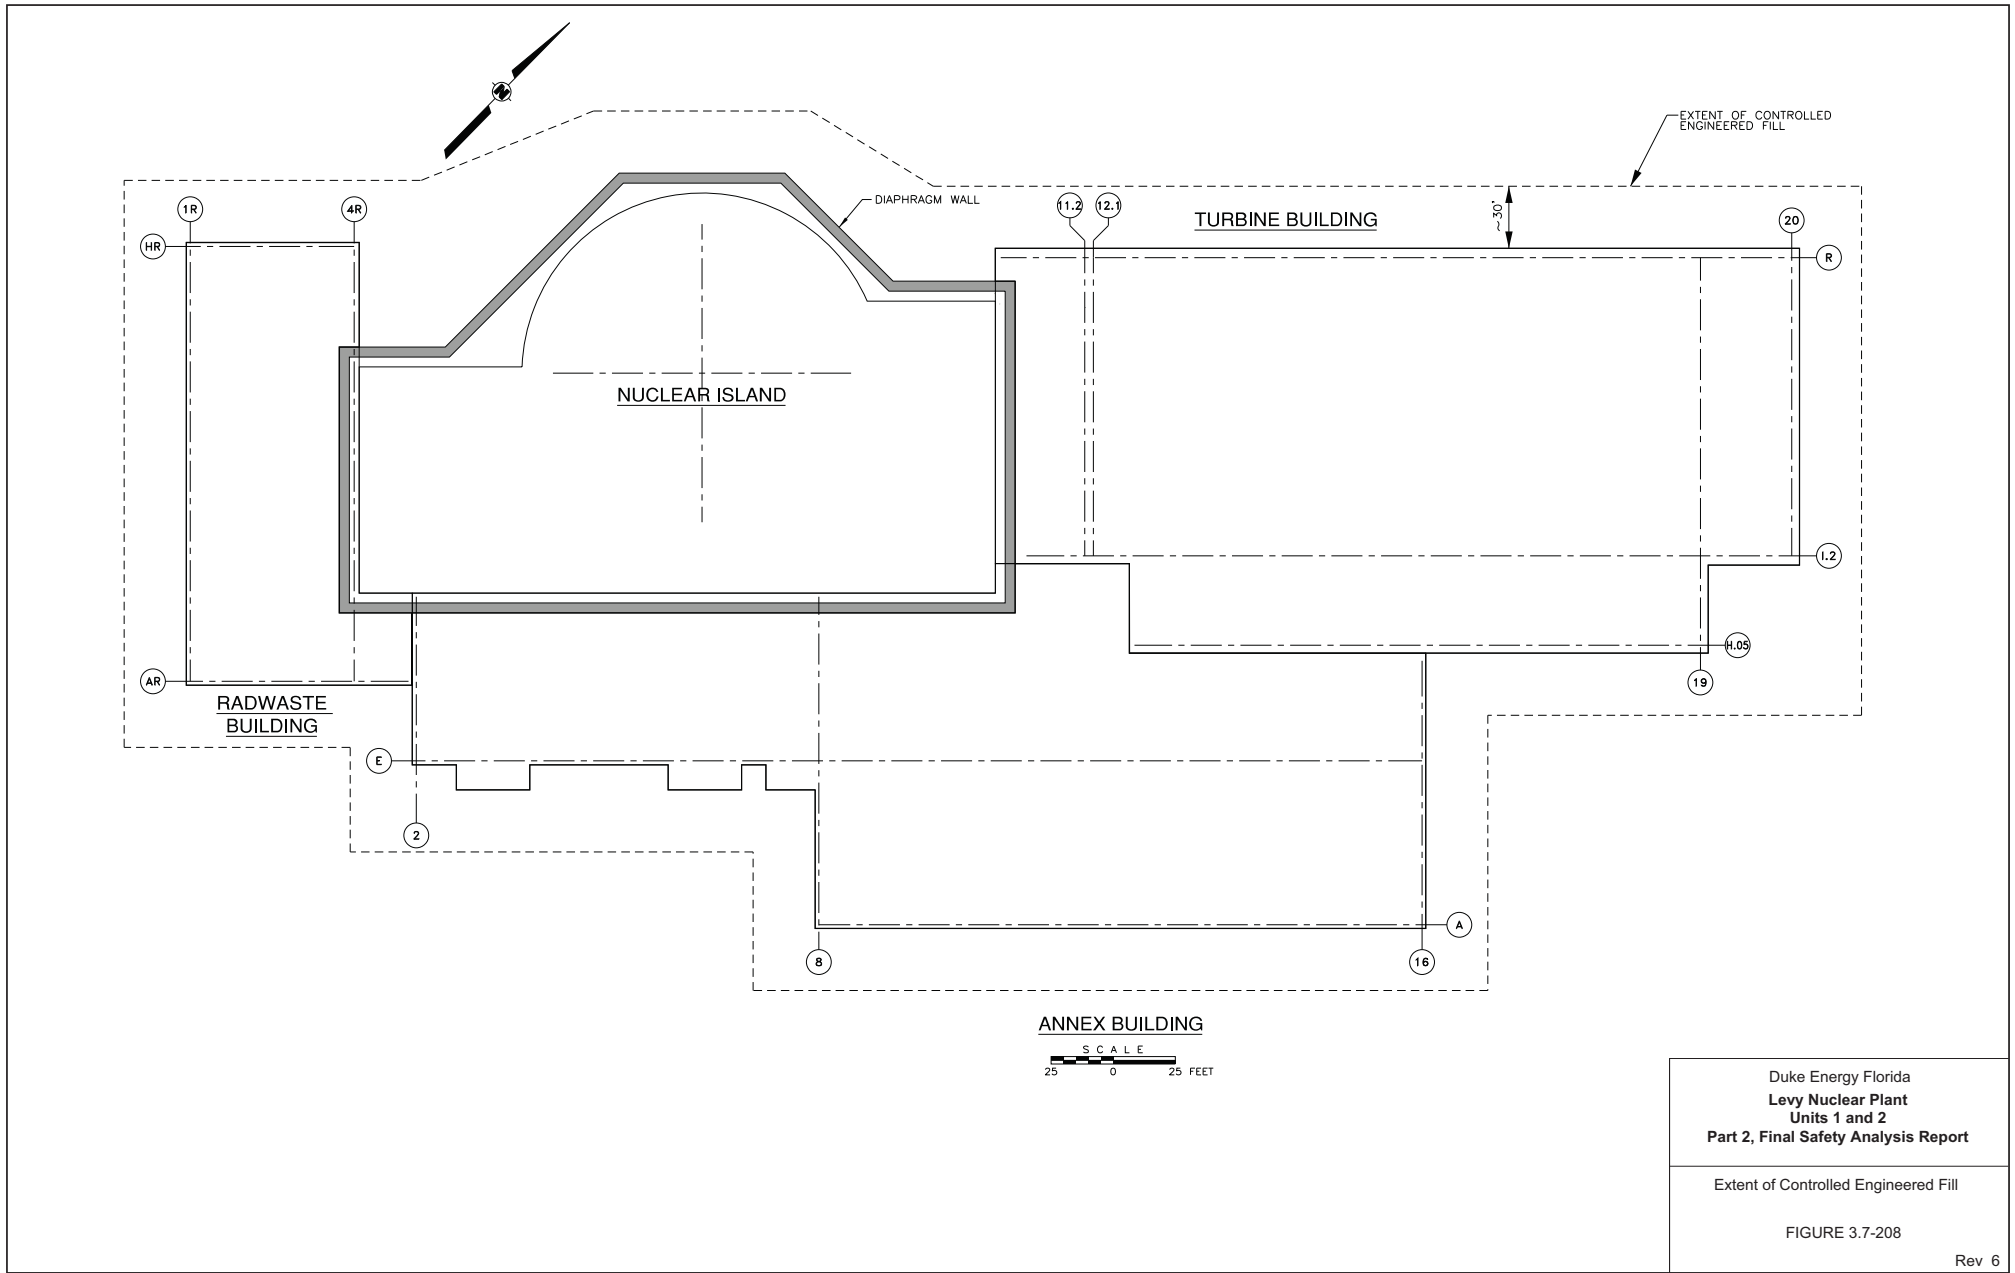 N
EXTENT OF CONTROLLED
ENGINEERED FILL
1R
4R
DIAPHRAGM WALL
11.2
12.1
TURBINE BUILDING
~30'
20
HR
R
NUCLEAR ISLAND
1.2
H.05
AR
19
RADWASTE
BUILDING
E
2
A
8
16
ANNEX BUILDING
SCALE
25 0 25 FEET
Duke Energy Florida
Levy Nuclear Plant
Units 1 and 2
Part 2, Final Safety Analysis Report
Extent of Controlled Engineered Fill
FIGURE 3.7-208
Rev 6